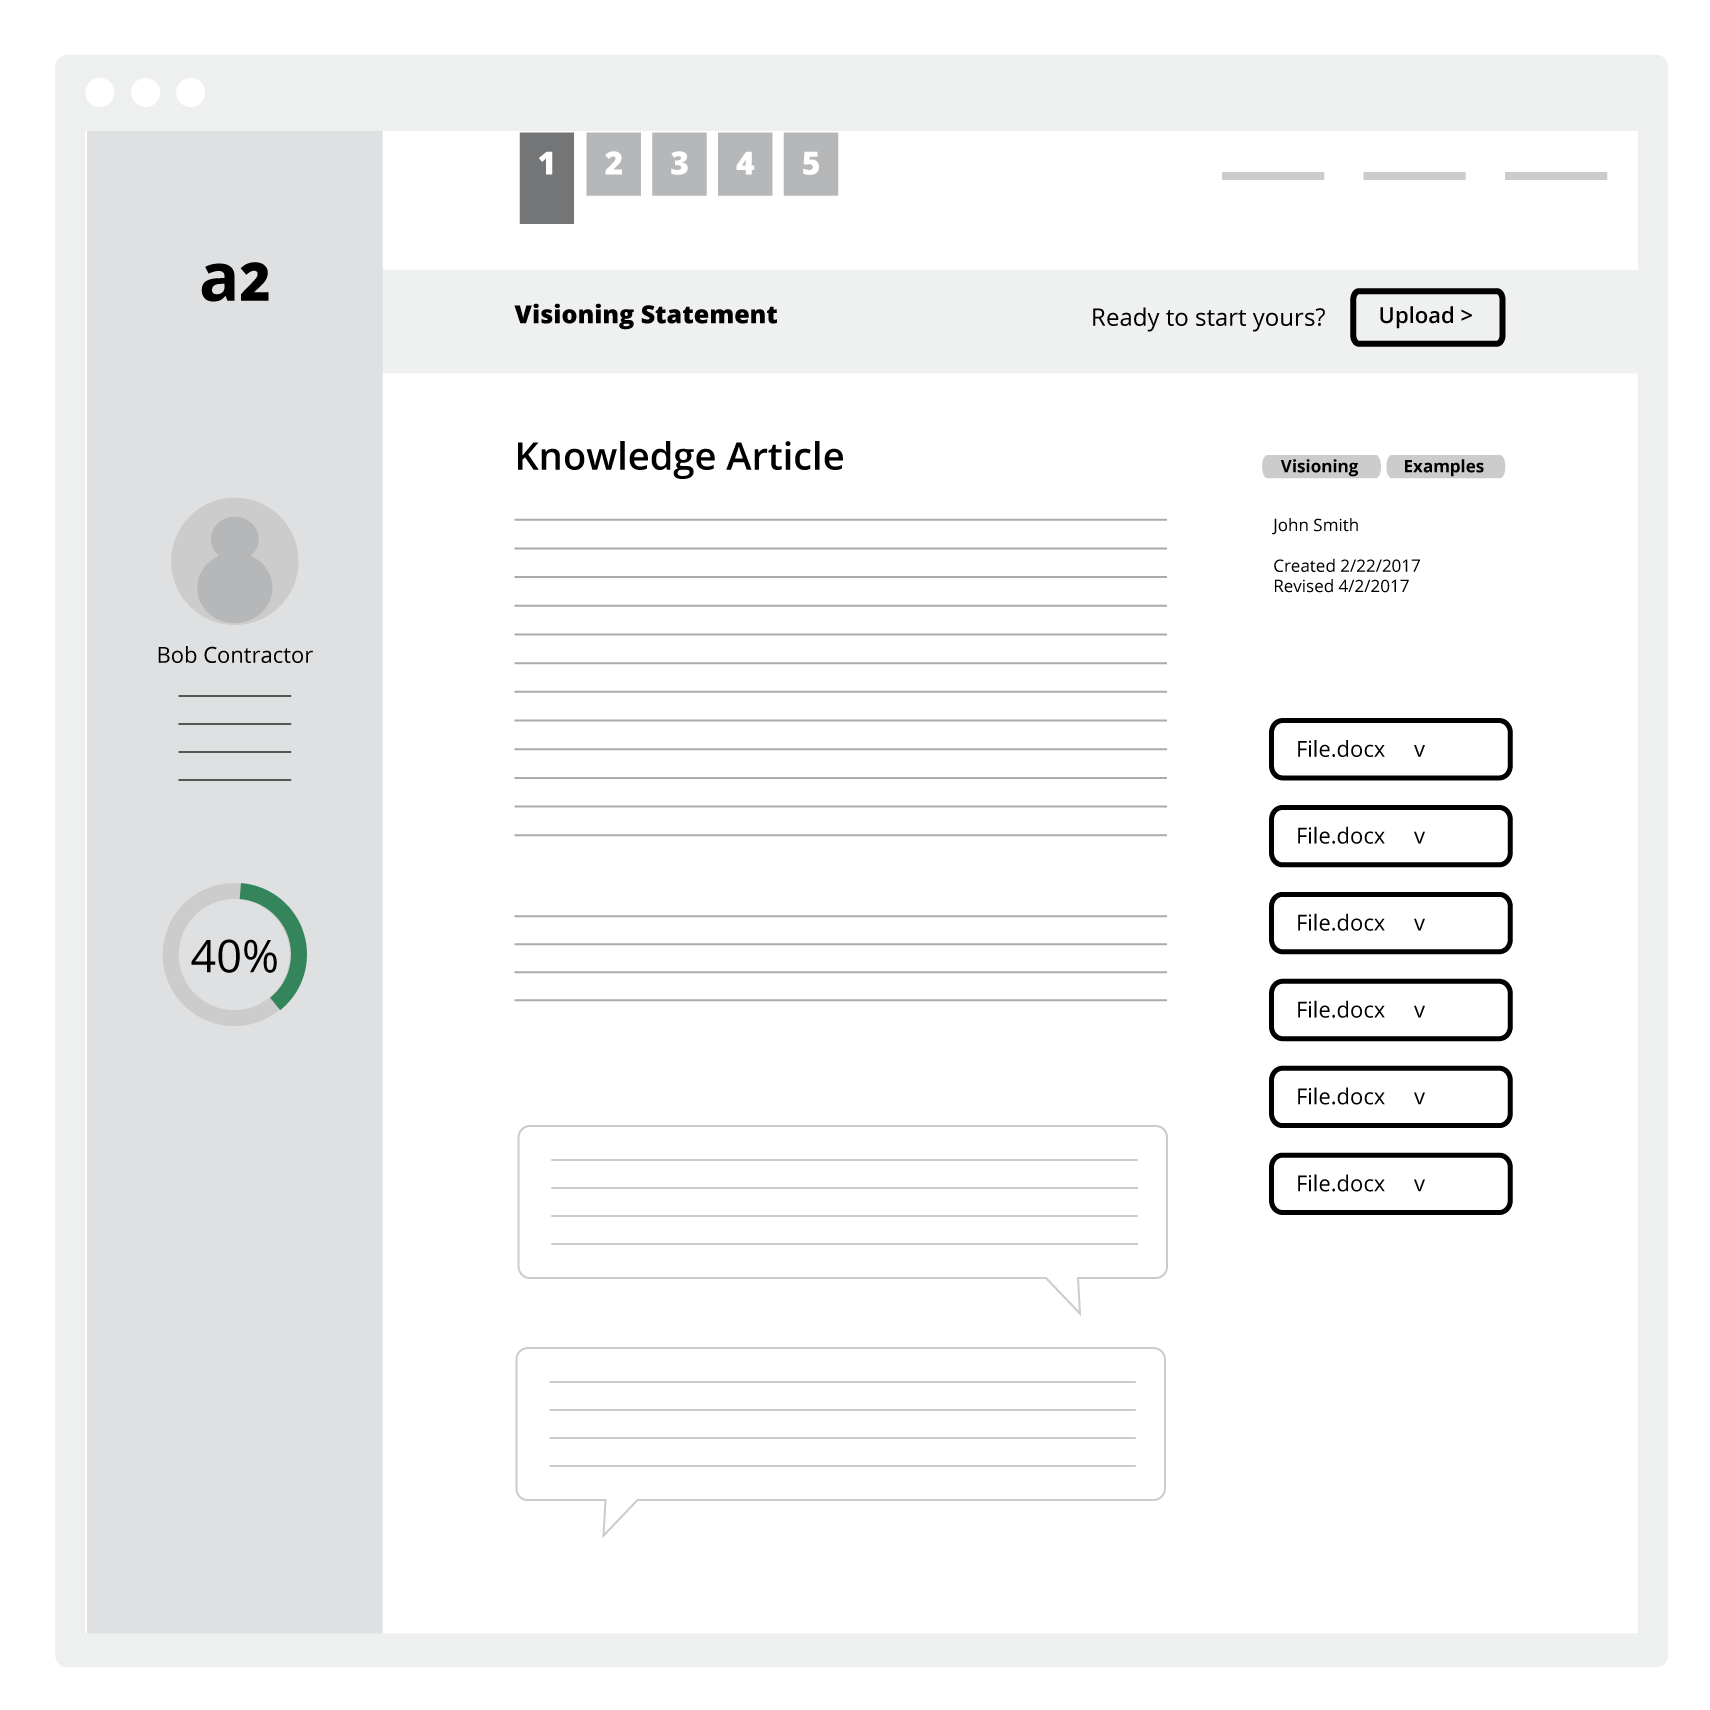 1 2 3 4 5
a2
Visioning Statement
Ready to start yours?
Upload >
Knowledge Article
Visioning Examples
John Smith
Created 2/22/2017
Revised 4/2/2017
Bob Contractor
40%
File.docx v
File.docx v
File.docx v
File.docx v
File.docx v
File.docx v